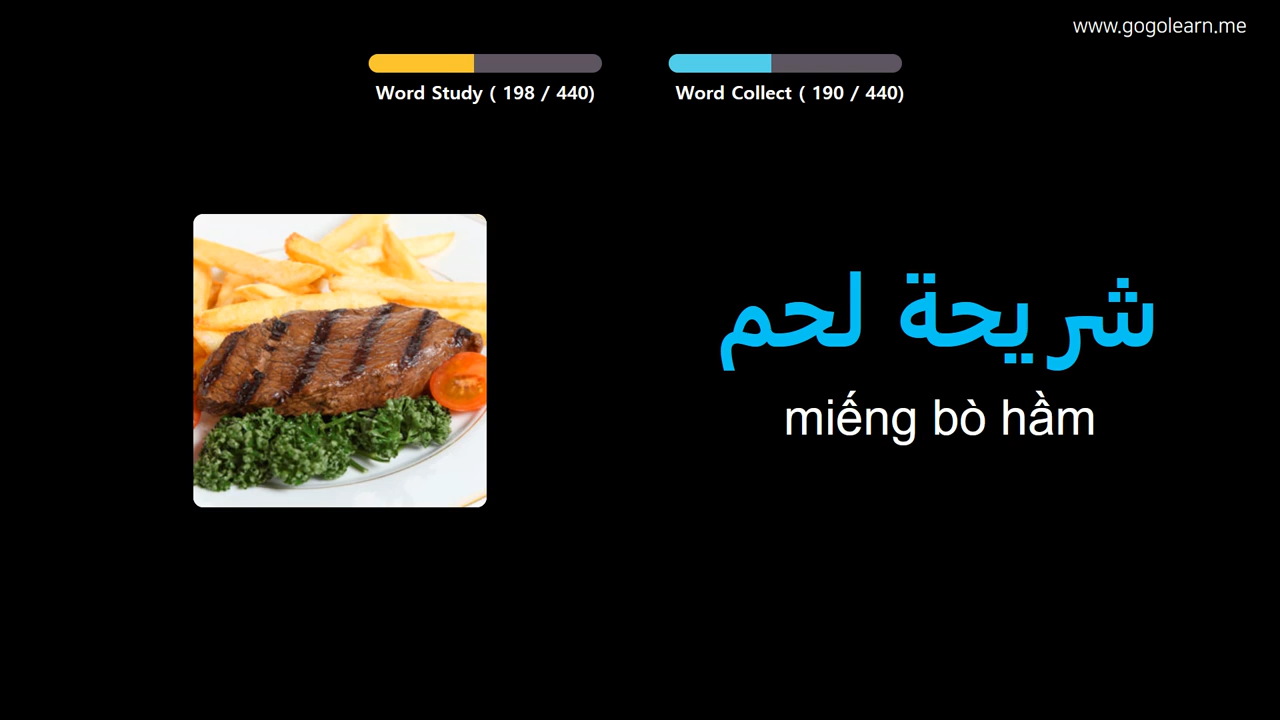 www.gogolearn.me
Word Study ( 198 / 440)
Word Collect ( 190 / 440)
شريحة لحم
miếng bò hầm